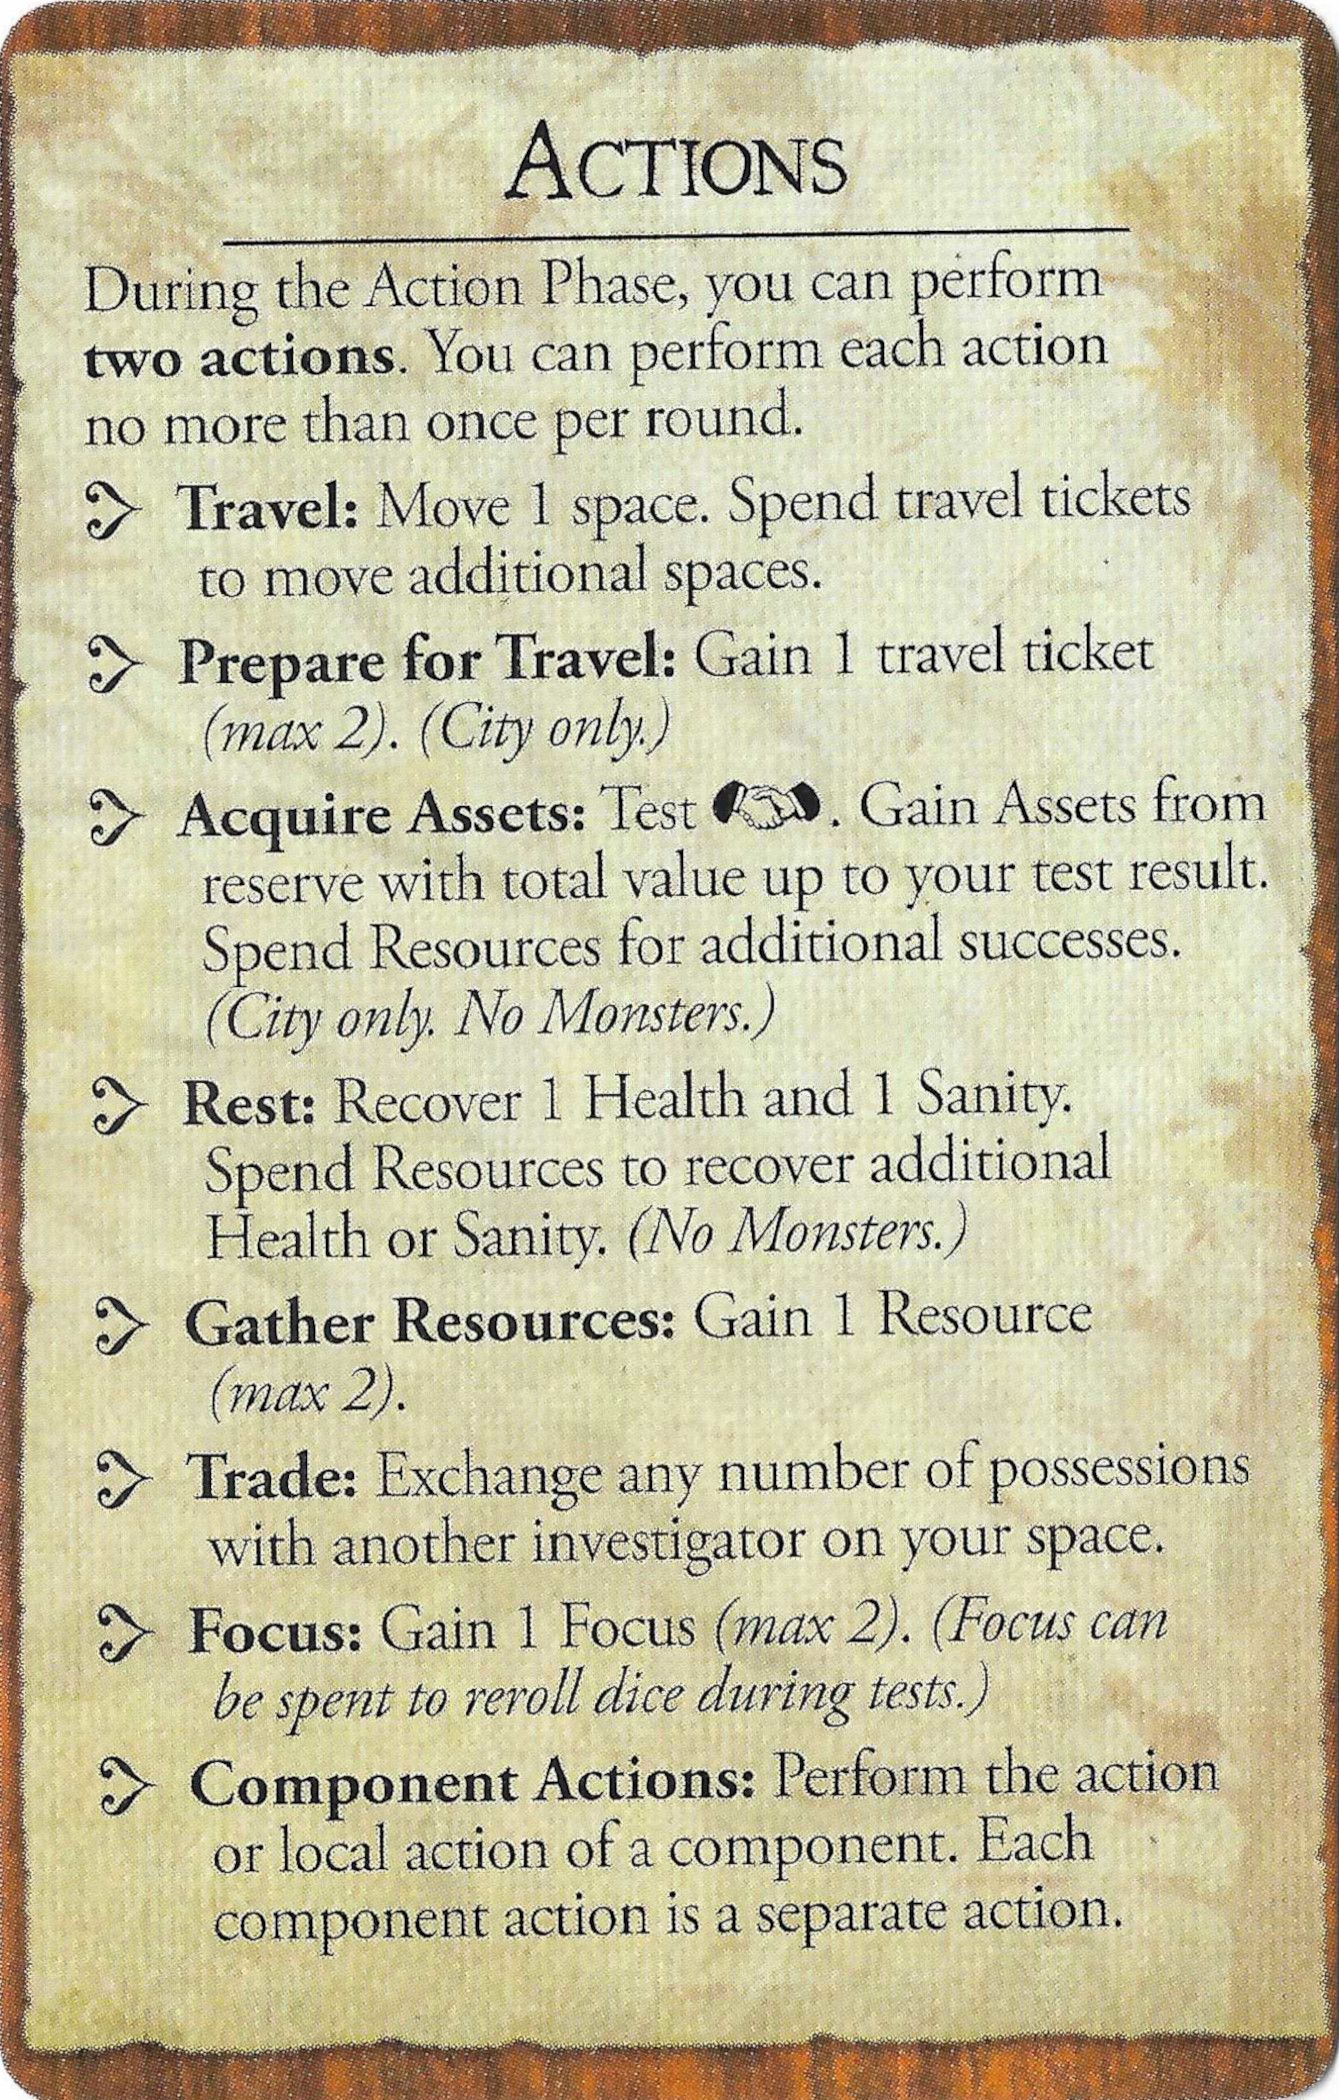 ACTIONS
During the Action Phase, you can perform
two actions. You can perform each action
no more than once per round.
Travel: Move 1 space. Spend travel tickets
to move additional spaces.
Prepare for Travel: Gain 1 travel ticket
(max 2). (City only.)
Acquire Assets: Test . Gain Assets from
reserve with total value up to your test result.
Spend Resources for additional successes.
(City only. No Monsters.)
Rest: Recover 1 Health and 1 Sanity.
Spend Resources to recover additional
Health or Sanity. (No Monsters.)
Gather Resources: Gain 1 Resource
(max 2).
Trade: Exchange any number of possessions
with another investigator on your space.
Focus: Gain 1 Focus (max 2). (Focus can
be spent to reroll dice during tests.)
Component Actions: Perform the action
or local action of a component. Each
component action is a separate action.